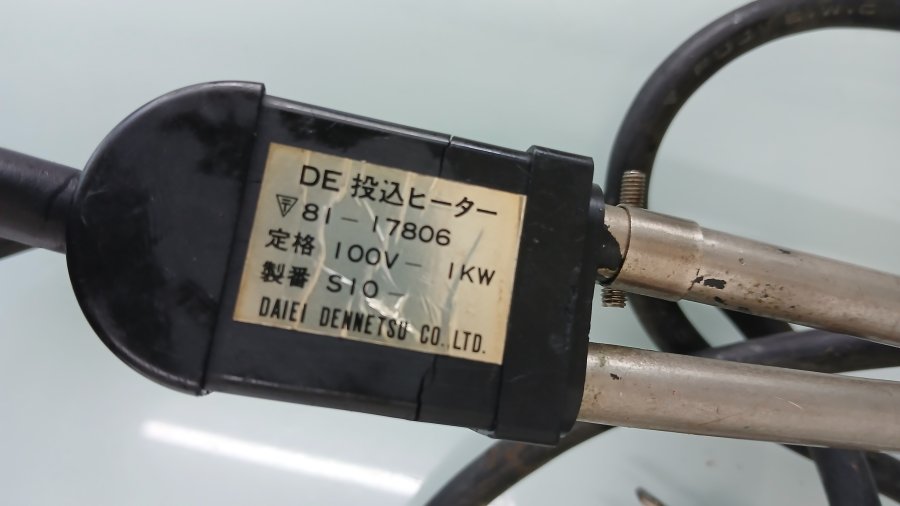 DE 投込ヒーター
81-17806
定格 100V- 1KW
製番 S10-
DAIEI DENNETSU CO.,LTD.